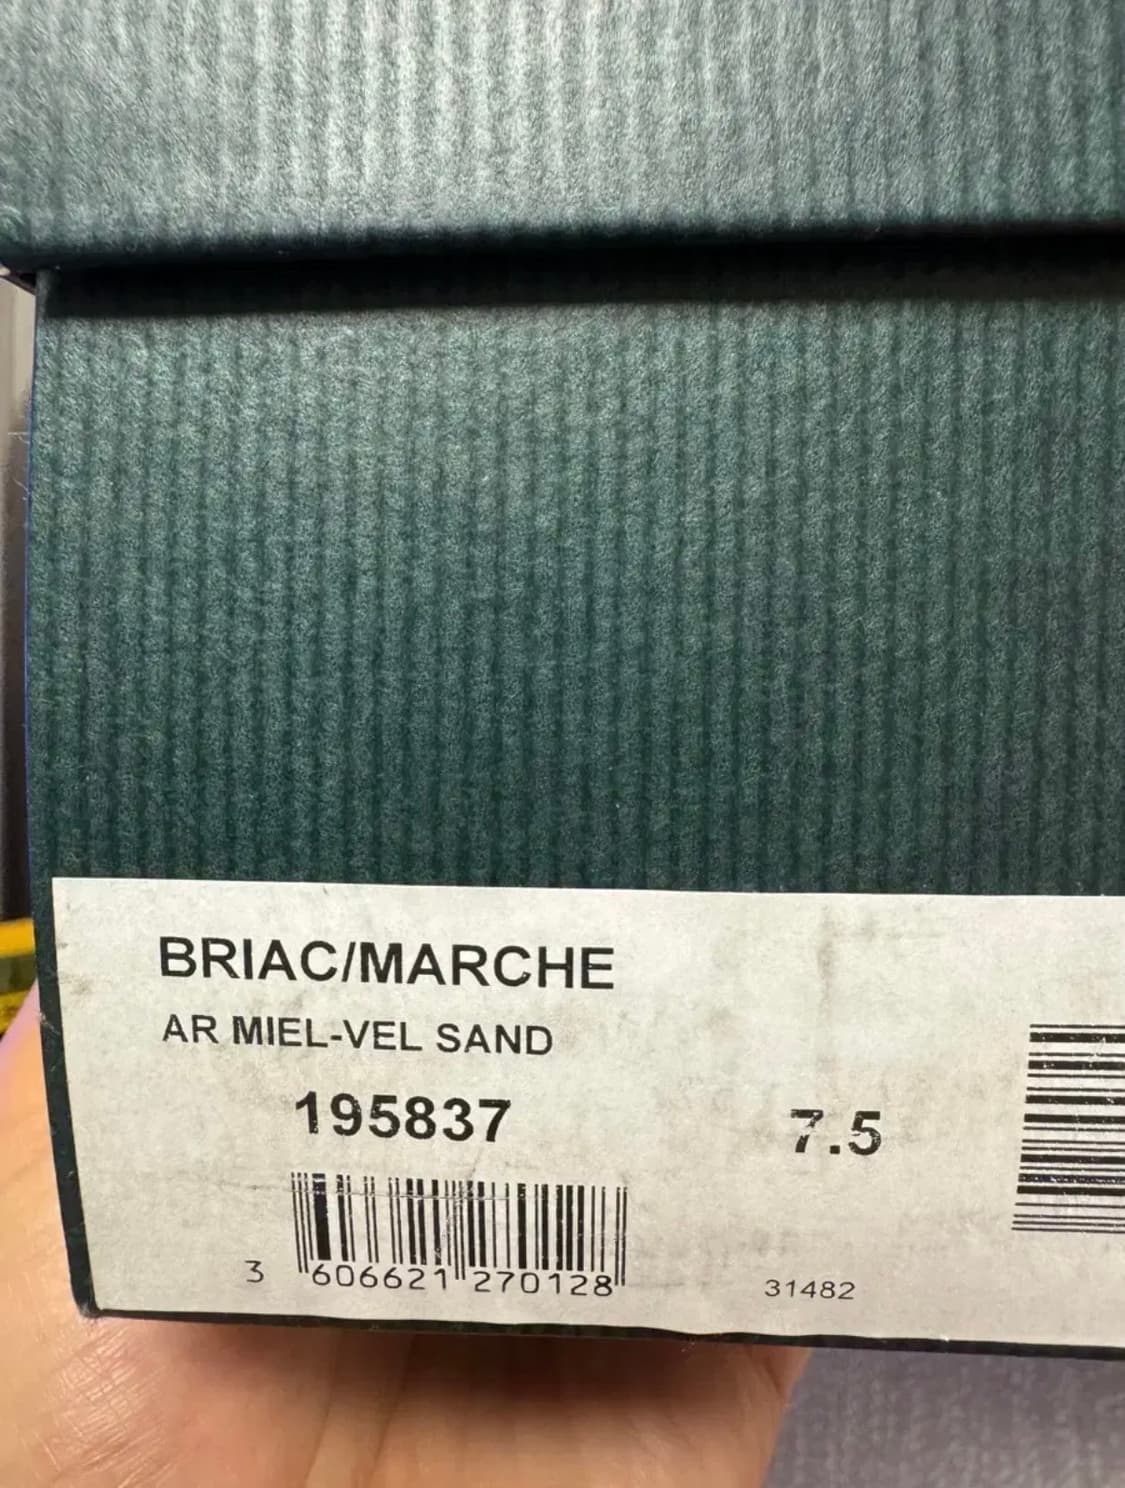 BRIAC/MARCHE
AR MIEL-VEL SAND
195837
7.5
3 606621 270128
31482